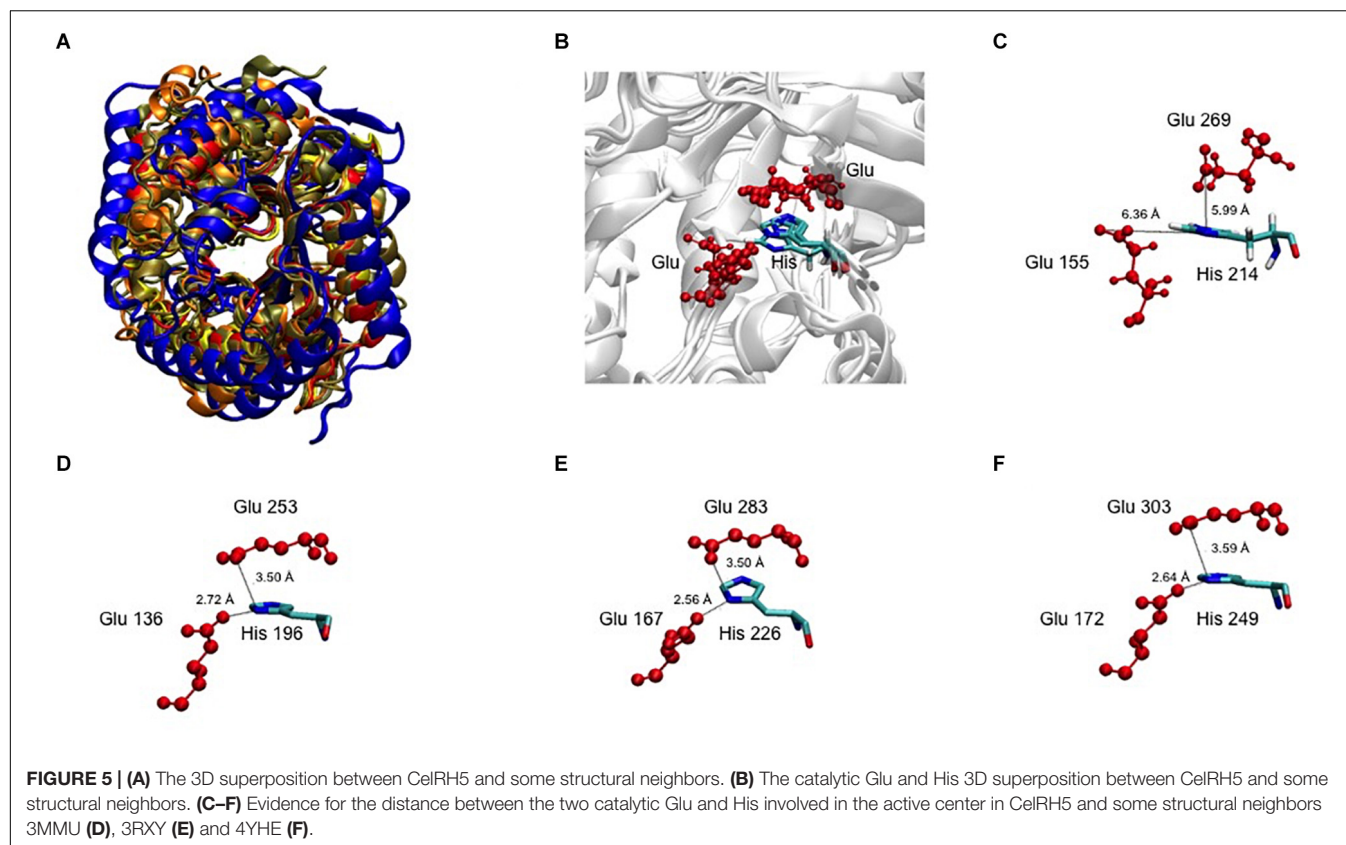 A
B
C
Glu
Glu
His
Glu 269
6.36 Å
5.99 Å
Glu 155
His 214
D
E
F
Glu 253
3.50 Å
2.72 Å
Glu 136
His 196
Glu 283
3.50 Å
2.56 Å
Glu 167
His 226
Glu 303
3.59 Å
2.64 Å
Glu 172
His 249
FIGURE 5 | (A) The 3D superposition between CelRH5 and some structural neighbors. (B) The catalytic Glu and His 3D superposition between CelRH5 and some
structural neighbors. (C–F) Evidence for the distance between the two catalytic Glu and His involved in the active center in CelRH5 and some structural neighbors
3MMU (D), 3RXY (E) and 4YHE (F).